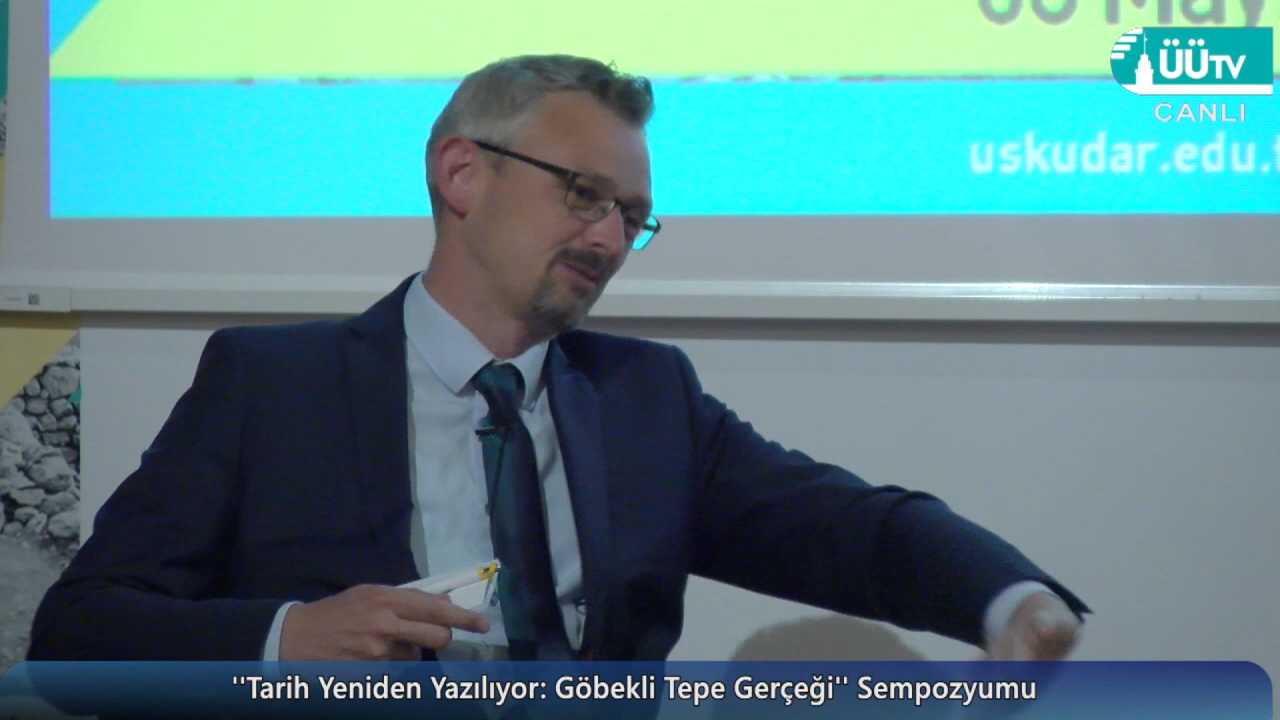 ÜÜTV
CANLI
uskudar.edu.
''Tarih Yeniden Yazılıyor: Göbekli Tepe Gerçeği'' Sempozyumu